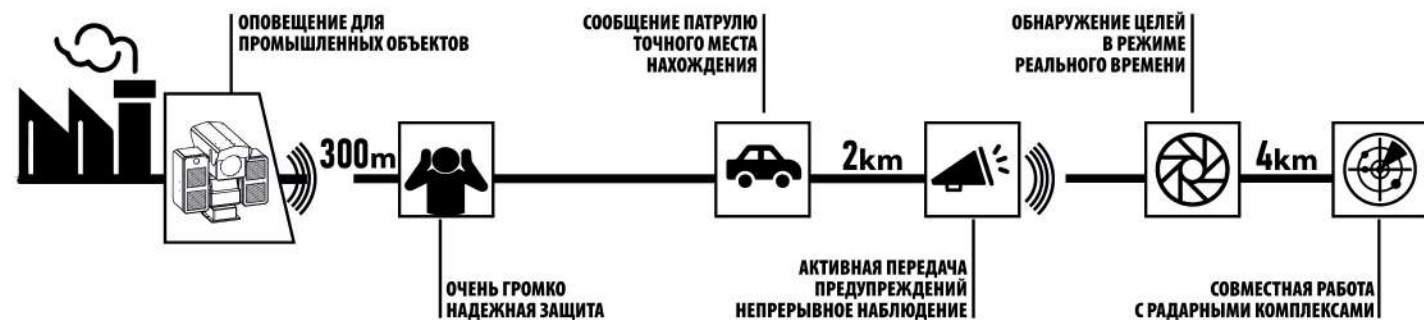 ОПОВЕЩЕНИЕ ДЛЯ
ПРОМЫШЛЕННЫХ ОБЪЕКТОВ
СООБЩЕНИЕ ПАТРУЛЮ
ТОЧНОГО МЕСТА
НАХОЖДЕНИЯ
ОБНАРУЖЕНИЕ ЦЕЛЕЙ
В РЕЖИМЕ
РЕАЛЬНОГО ВРЕМЕНИ
300m
2km
4km
ОЧЕНЬ ГРОМКО
НАДЕЖНАЯ ЗАЩИТА
АКТИВНАЯ ПЕРЕДАЧА
ПРЕДУПРЕЖДЕНИЙ
НЕПРЕРЫВНОЕ НАБЛЮДЕНИЕ
СОВМЕСТНАЯ РАБОТА
С РАДАРНЫМИ КОМПЛЕКСАМИ